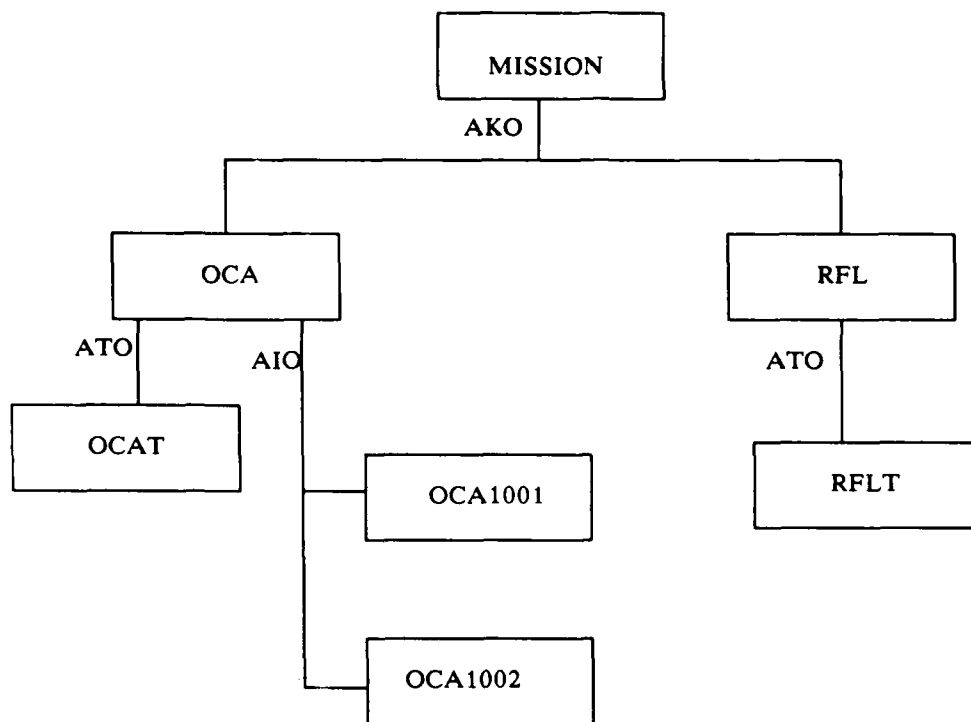 MISSION
AKO
OCA
RFL
ATO
AIO
ATO
OCAT
OCA1001
RFLT
OCA1002